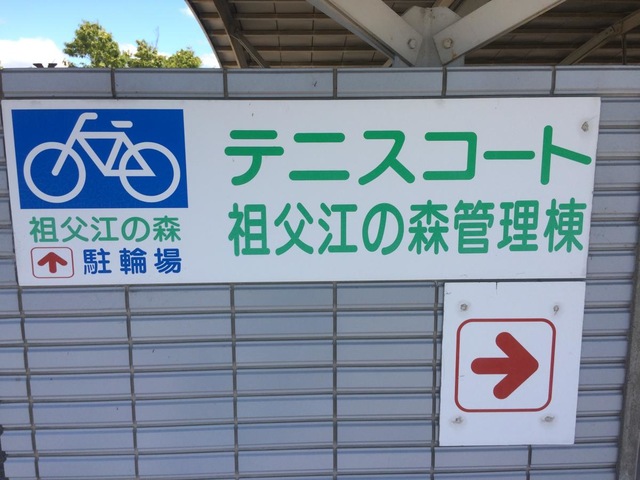 祖父江の森
駐輪場
テニスコート
祖父江の森管理棟